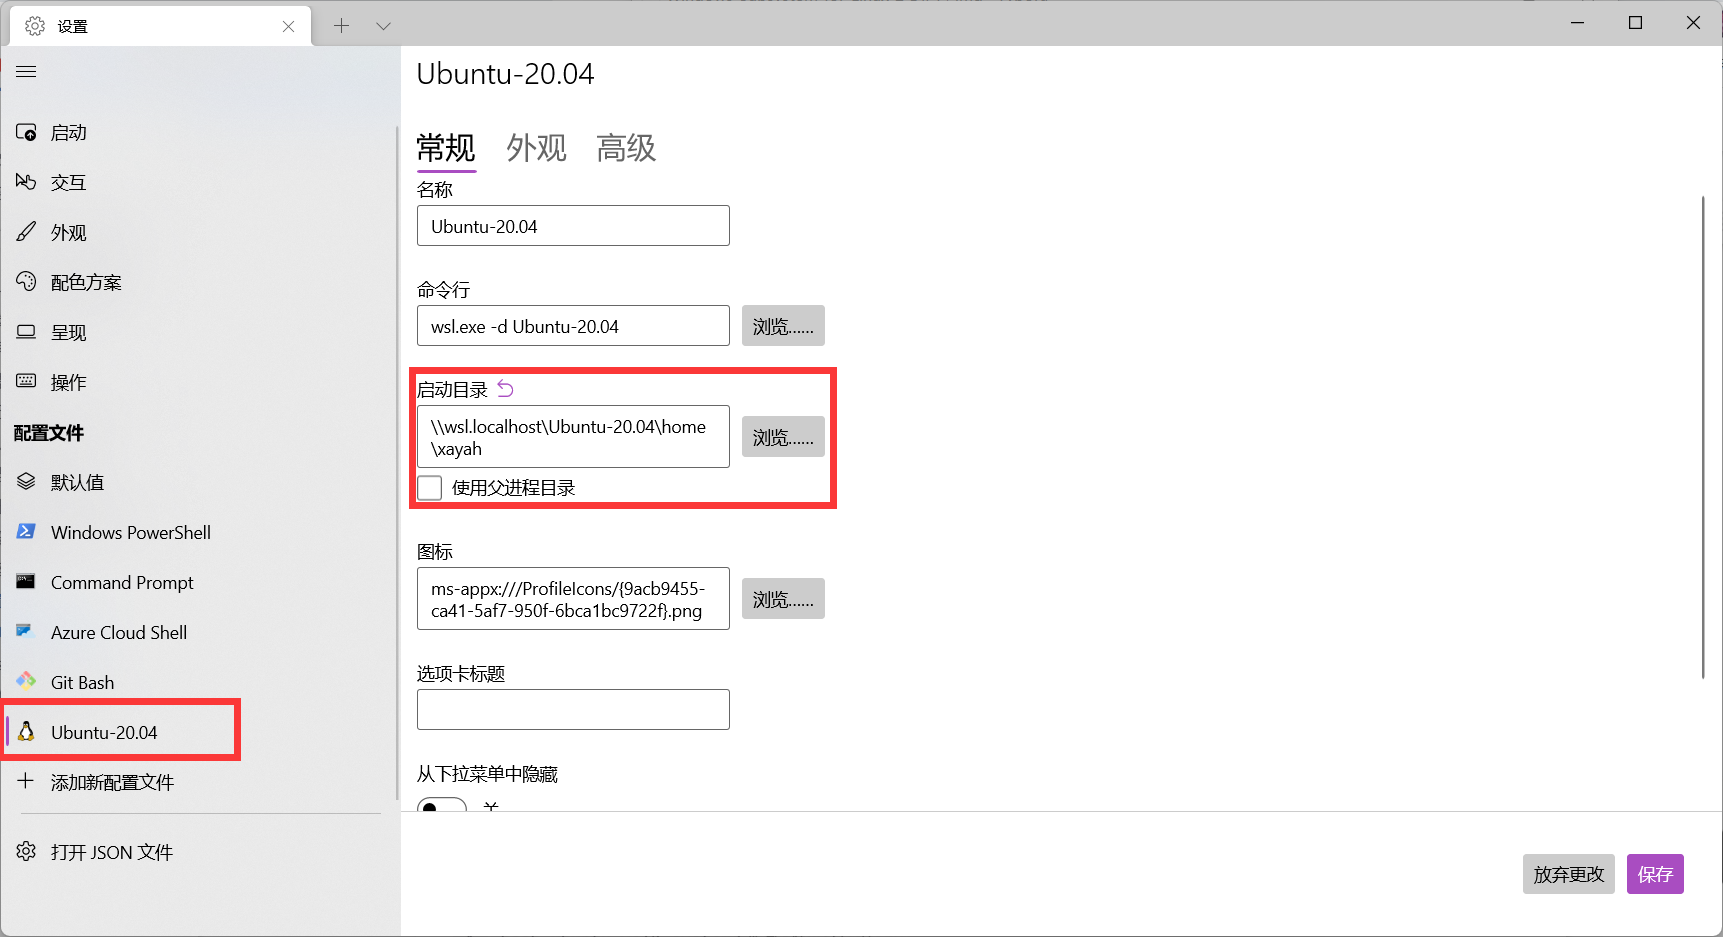 设置
启动
交互
外观
配色方案
呈现
操作
配置文件
默认值
Windows PowerShell
Command Prompt
Azure Cloud Shell
Git Bash
Ubuntu-20.04
添加新配置文件
打开 JSON 文件
Ubuntu-20.04
常规 外观 高级
名称
Ubuntu-20.04
命令行
wsl.exe -d Ubuntu-20.04 浏览......
启动目录
\\wsl.localhost\Ubuntu-20.04\home
\xayah
浏览......
使用父进程目录
图标
ms-appx:///ProfileIcons/{9acb9455-
ca41-5af7-950f-6bca1bc9722f}.png
浏览......
选项卡标题
从下拉菜单中隐藏
放弃更改 保存